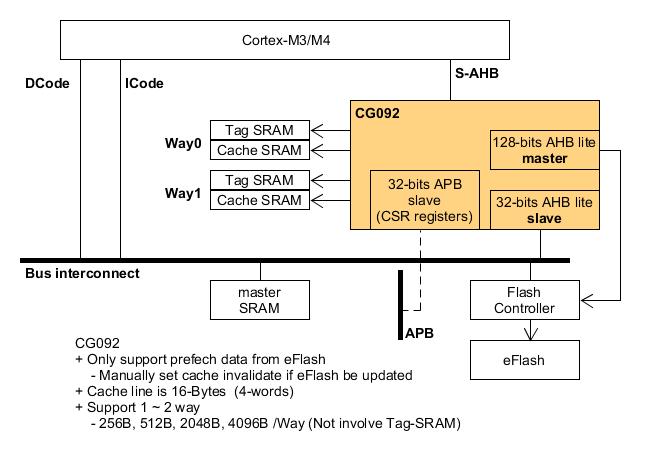 Cortex-M3/M4
DCode
ICode
S-AHB
CG092
Way0
Tag SRAM
Cache SRAM
128-bits AHB lite
master
Way1
Tag SRAM
Cache SRAM
32-bits APB
slave
(CSR registers)
32-bits AHB lite
slave
Bus interconnect
master
SRAM
Flash
Controller
APB
eFlash
CG092
+ Only support prefech data from eFlash
- Manually set cache invalidate if eFlash be updated
+ Cache line is 16-Bytes (4-words)
+ Support 1 ~ 2 way
- 256B, 512B, 2048B, 4096B /Way (Not involve Tag-SRAM)